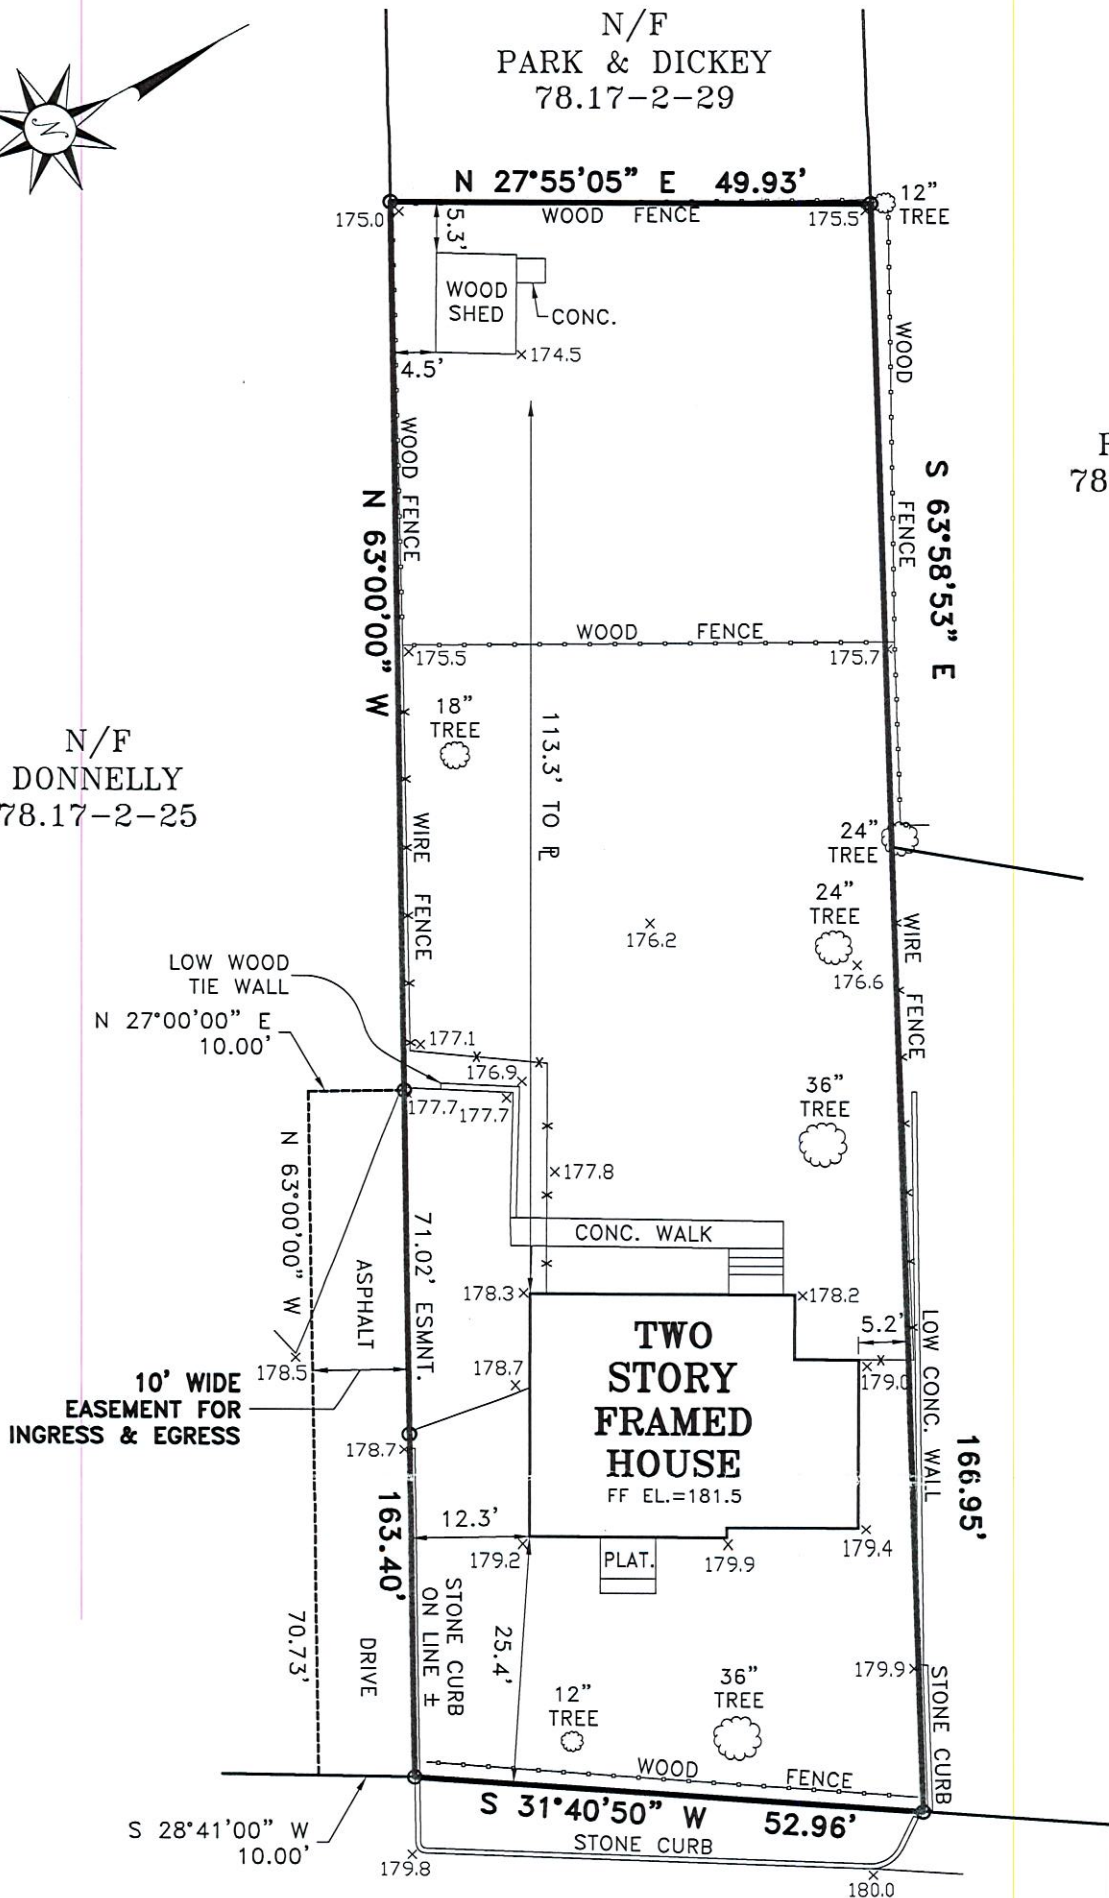 N/F
PARK & DICKEY
78.17-2-29
N
N 27°55'05" E 49.93'
12"
TREE
175.0
WOOD FENCE
175.5
5.3'
WOOD
SHED
CONC.
174.5
4.5'
WOOD
FENCE
WOOD FENCE
N 63°00'00" W
S 63°58'53" E
78
WOOD FENCE
175.5
175.7
18"
TREE
113.3' TO PL
N/F
DONNELLY
78.17-2-25
WIRE FENCE
24"
TREE
24"
TREE
176.2
176.6
WIRE FENCE
LOW WOOD
TIE WALL
N 27°00'00" E
10.00'
177.1
176.9
177.7
177.7
36"
TREE
177.8
N 63°00'00" W
71.02' ESMNT.
ASPHALT
CONC. WALK
178.3
178.2
TWO
STORY
FRAMED
HOUSE
FF EL.=181.5
5.2'
179.0
LOW CONC. WALL
178.5
178.7
10' WIDE
EASEMENT FOR
INGRESS & EGRESS
178.7
163.40'
166.95'
12.3'
179.2
PLAT.
179.9
179.4
STONE CURB
ON LINE ±
25.4'
70.73'
DRIVE
12"
TREE
36"
TREE
179.9
STONE CURB
WOOD FENCE
S 31°40'50" W 52.96'
S 28°41'00" W
10.00'
STONE CURB
179.8
180.0